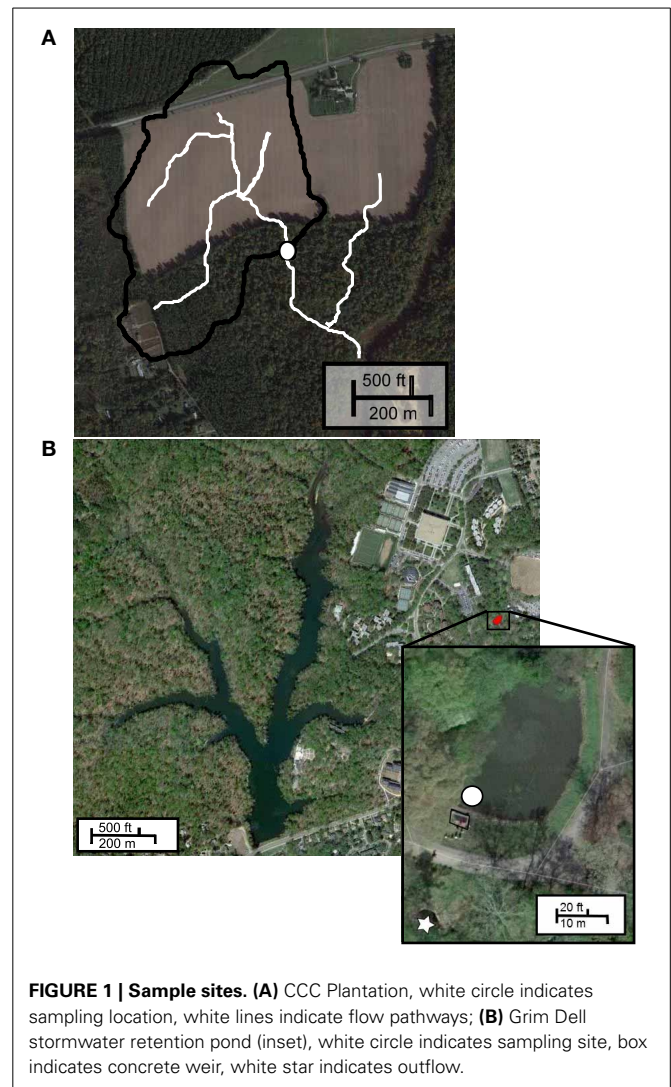 A
500 ft
200 m
B
500 ft
200 m
20 ft
10 m
FIGURE 1 | Sample sites. (A) CCC Plantation, white circle indicates
sampling location, white lines indicate flow pathways; (B) Grim Dell
stormwater retention pond (inset), white circle indicates sampling site, box
indicates concrete weir, white star indicates outflow.